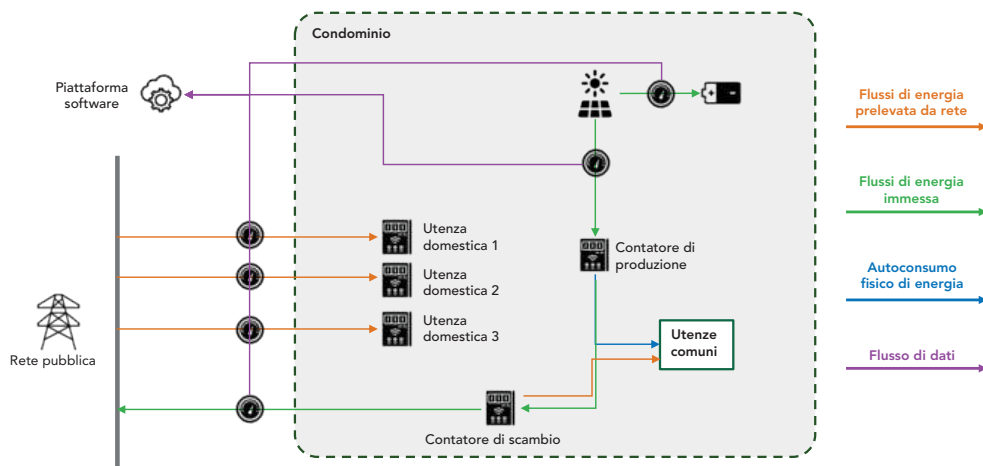 Condominio
Piattaforma
software
Flussi di energia
prelevata da rete
Flussi di energia
immessa
Utenza
domestica 1
Contatore di
produzione
Utenza
domestica 2
Autoconsumo
fisico di energia
Utenza
domestica 3
Utenze
comuni
Rete pubblica
Flusso di dati
Contatore di scambio